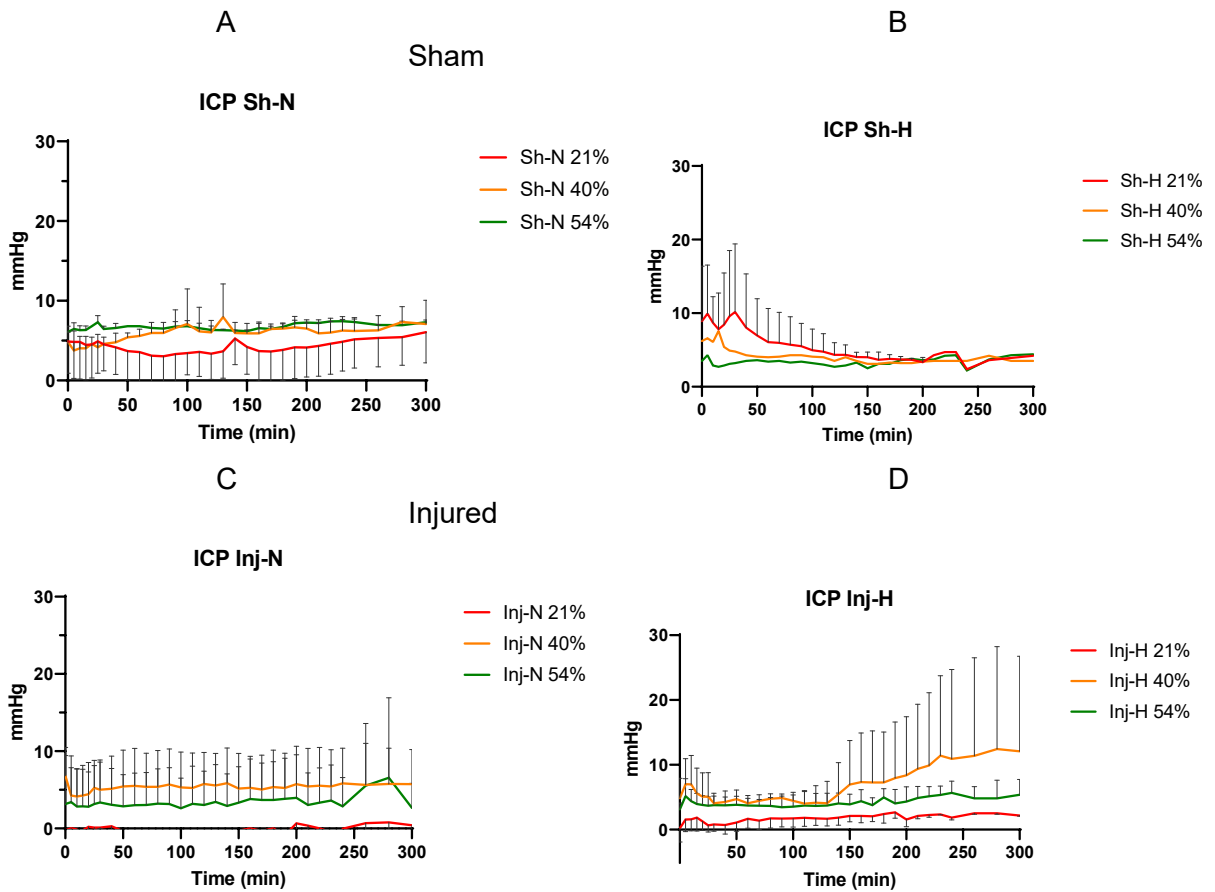 A
B
Sham
ICP Sh-N
30
20
10
0
mmHg
0 50 100 150 200 250 300
Time (min)
Sh-N 21%
Sh-N 40%
Sh-N 54%
ICP Sh-H
30
20
10
0
mmHg
0 50 100 150 200 250 300
Time (min)
Sh-H 21%
Sh-H 40%
Sh-H 54%
C
D
Injured
ICP Inj-N
30
20
10
0
mmHg
0 50 100 150 200 250 300
Time (min)
Inj-N 21%
Inj-N 40%
Inj-N 54%
ICP Inj-H
30
20
10
0
mmHg
50 100 150 200 250 300
Time (min)
Inj-H 21%
Inj-H 40%
Inj-H 54%